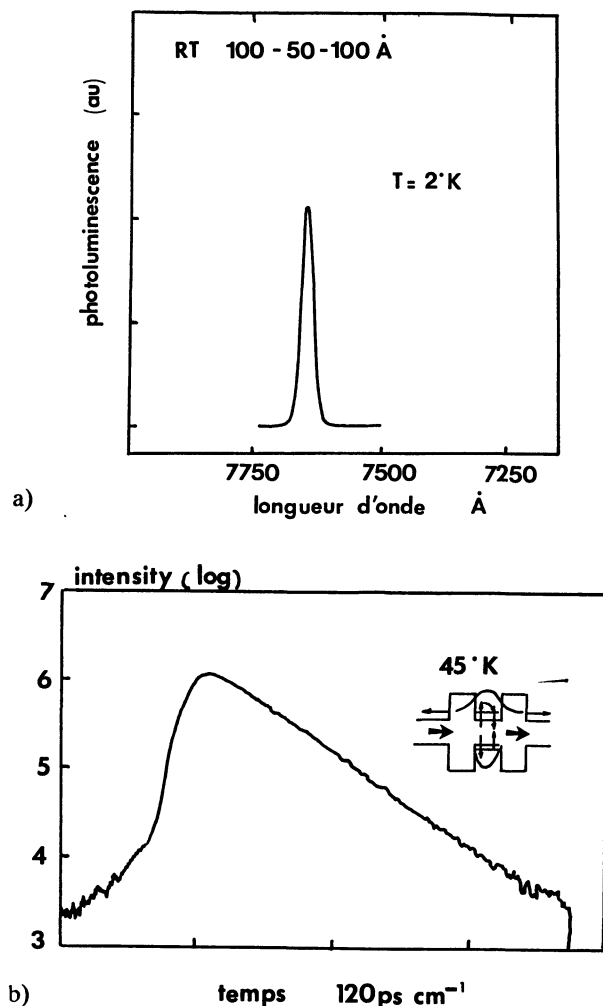 RT 100-50-100 Å
photoluminescence (au)
T= 2°K
7750 7500 7250
longueur d'onde Å
a)
intensity (log)
7
45°K
6
5
4
3
b) temps 120ps cm⁻¹